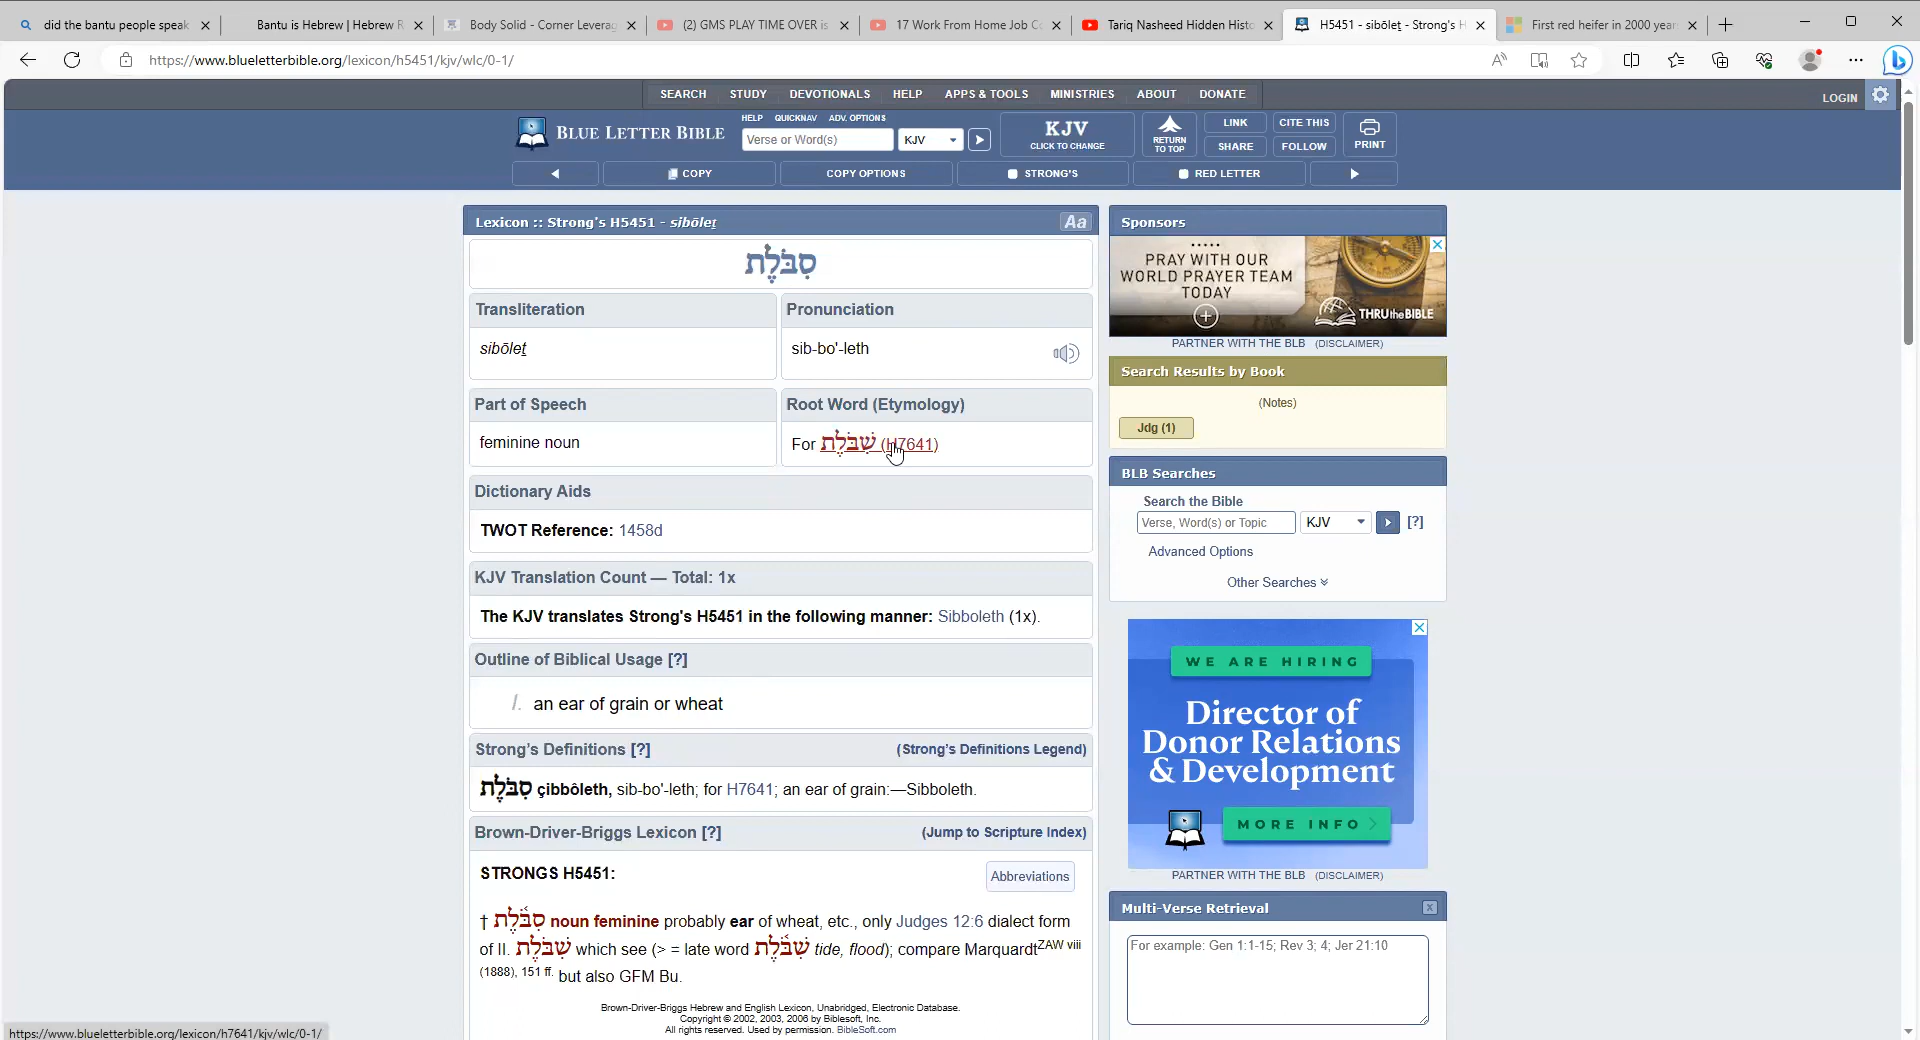 did the bantu people speak
Bantu is Hebrew | Hebrew R
Body Solid - Corner Leverag
(2) GMS PLAY TIME OVER is
17 Work From Home Job Co
Tariq Nasheed Hidden Histo
H5451 - sibōleṯ - Strong's H
First red heifer in 2000 year
https://www.blueletterbible.org/lexicon/h5451/kjv/wlc/0-1/
SEARCH STUDY DEVOTIONALS HELP APPS & TOOLS MINISTRIES ABOUT DONATE
LOGIN
BLUE LETTER BIBLE
HELP QUICKNAV ADV. OPTIONS
Verse or Word(s) KJV
KJV
CLICK TO CHANGE
RETURN
TO TOP
LINK CITE THIS
SHARE FOLLOW
PRINT
COPY COPY OPTIONS STRONG'S RED LETTER
Lexicon :: Strong's H5451 - sibōleṯ Aa
סִבֹּלֶת
Transliteration
sibōleṯ
Pronunciation
sib-bo'-leth
Part of Speech
feminine noun
Root Word (Etymology)
For שִׁבֹּלֶת (H7641)
Dictionary Aids
TWOT Reference: 1458d
KJV Translation Count — Total: 1x
The KJV translates Strong's H5451 in the following manner: Sibboleth (1x).
Outline of Biblical Usage [?]
I. an ear of grain or wheat
Strong's Definitions [?] (Strong's Definitions Legend)
סִבֹּלֶת çibbôleth, sib-bo'-leth; for H7641; an ear of grain:—Sibboleth.
Brown-Driver-Briggs Lexicon [?] (Jump to Scripture Index)
STRONGS H5451:
Abbreviations
† סִבֹּ֫לֶת noun feminine probably ear of wheat, etc., only Judges 12:6 dialect form
of II. שִׁבֹּלֶת which see (> = late word שִׁבֹּ֫לֶת tide, flood); compare Marquardt ZAW viii
(1888), 151 ff. but also GFM Bu.
Brown-Driver-Briggs Hebrew and English Lexicon, Unabridged, Electronic Database.
Copyright © 2002, 2003, 2006 by Biblesoft, Inc.
All rights reserved. Used by permission. BibleSoft.com
Sponsors
PRAY WITH OUR
WORLD PRAYER TEAM
TODAY
THRU the BIBLE
PARTNER WITH THE BLB (DISCLAIMER)
Search Results by Book
(Notes)
Jdg (1)
BLB Searches
Search the Bible
Verse, Word(s) or Topic KJV [?]
Advanced Options
Other Searches
WE ARE HIRING
Director of
Donor Relations
& Development
MORE INFO
PARTNER WITH THE BLB (DISCLAIMER)
Multi-Verse Retrieval x
For example: Gen 1:1-15; Rev 3; 4; Jer 21:10
https://www.blueletterbible.org/lexicon/h7641/kjv/wlc/0-1/